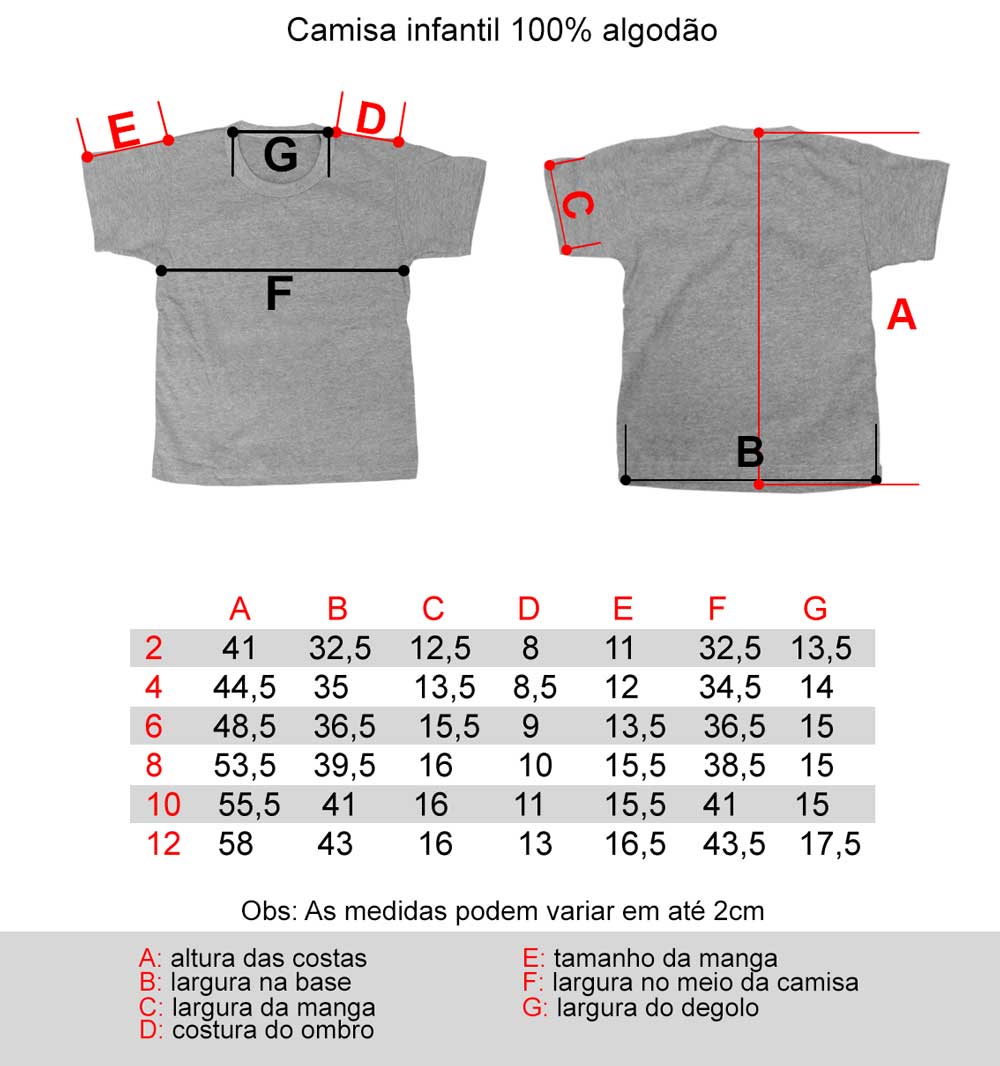 Camisa infantil 100% algodão
E
G
D
C
F
A
B
A B C D E F G
2 41 32,5 12,5 8 11 32,5 13,5
4 44,5 35 13,5 8,5 12 34,5 14
6 48,5 36,5 15,5 9 13,5 36,5 15
8 53,5 39,5 16 10 15,5 38,5 15
10 55,5 41 16 11 15,5 41 15
12 58 43 16 13 16,5 43,5 17,5
Obs: As medidas podem variar em até 2cm
A: altura das costas
B: largura na base
C: largura da manga
D: costura do ombro
E: tamanho da manga
F: largura no meio da camisa
G: largura do degolo